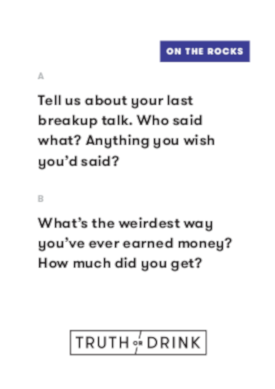 ON THE ROCKS
A
Tell us about your last
breakup talk. Who said
what? Anything you wish
you'd said?
B
What's the weirdest way
you've ever earned money?
How much did you get?
TRUTH OR DRINK